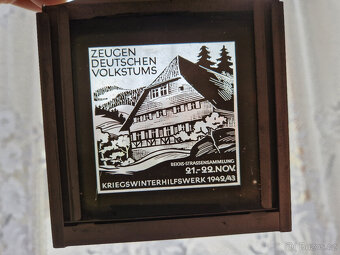 ZEUGEN
DEUTSCHEN
VOLKSTUMS
REICHS-STRASSENSAMMLUNG
21.-22.NOV.
KRIEGSWINTERHILFSWERK 1942/43